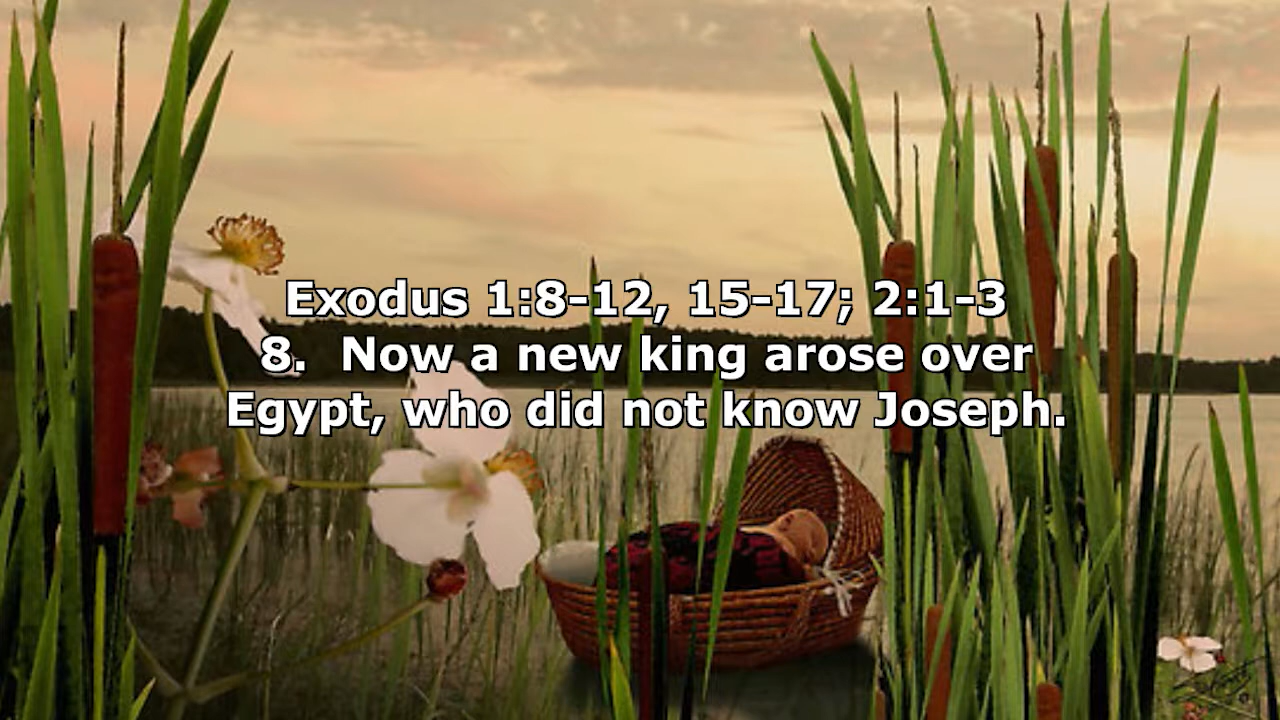 Exodus 1:8-12, 15-17; 2:1-3
8.  Now a new king arose over
Egypt, who did not know Joseph.